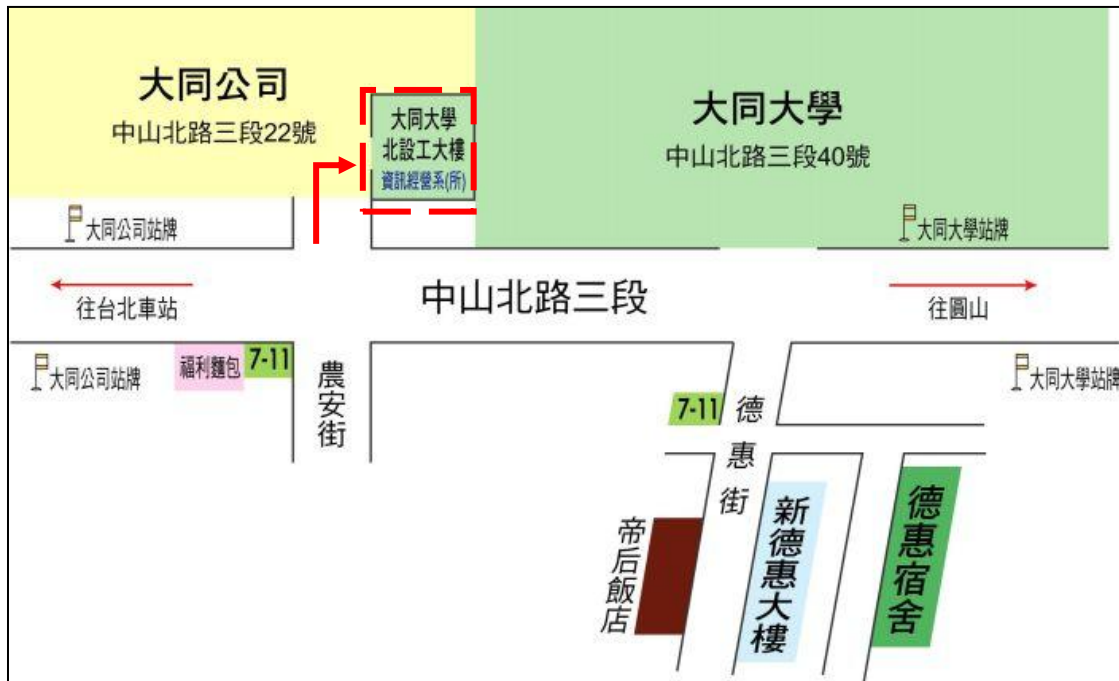 大同公司
中山北路三段22號
大同大學
北設工大樓
資訊經營系(所)
大同大學
中山北路三段40號
大同公司站牌
大同大學站牌
往台北車站
中山北路三段
往圓山
大同公司站牌
福利麵包
7-11
農安街
7-11
德惠街
大同大學站牌
帝后飯店
新德惠大樓
德惠宿舍